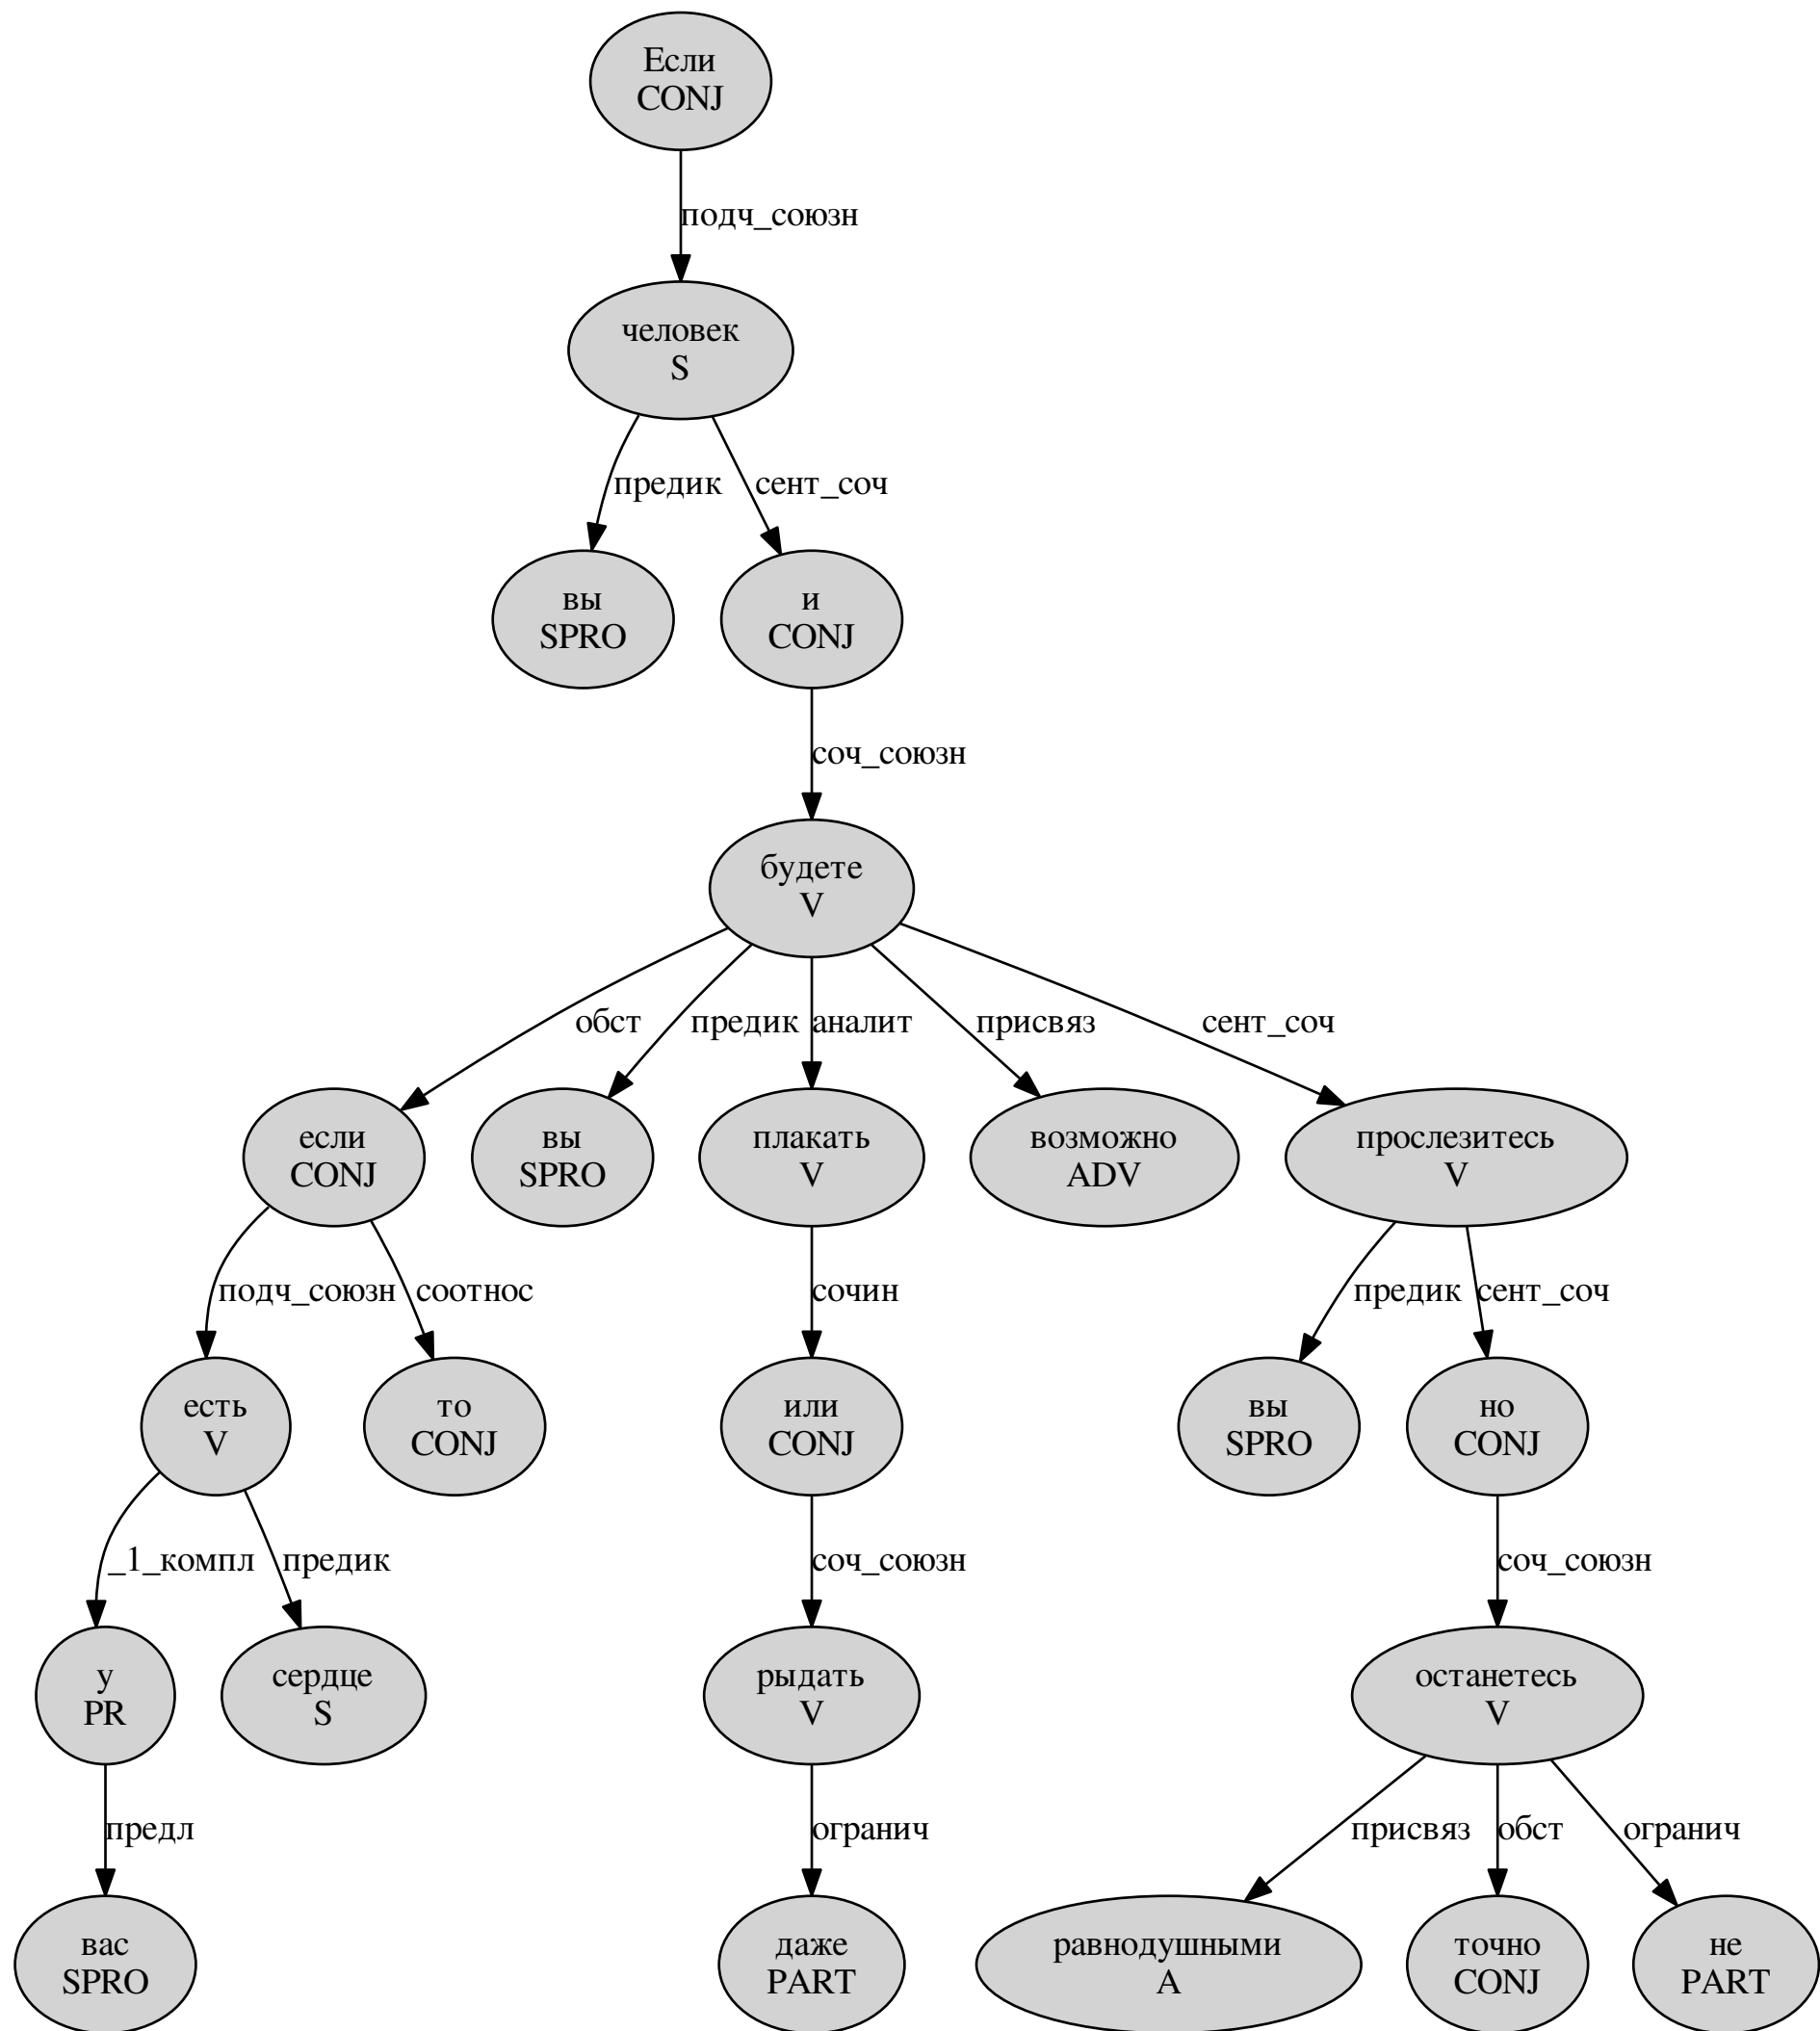 Если
CONJ
подч_союзн
человек
S
предик
сент_соч
вы
SPRO
и
CONJ
соч_союзн
будете
V
обст
предик
аналит
присвяз
сент_соч
если
CONJ
вы
SPRO
плакать
V
возможно
ADV
прослезитесь
V
подч_союзн
соотнос
сочин
предик
сент_соч
есть
V
то
CONJ
или
CONJ
вы
SPRO
но
CONJ
_1_компл
предик
соч_союзн
соч_союзн
у
PR
сердце
S
рыдать
V
останетесь
V
предл
огранич
присвяз
обст
огранич
вас
SPRO
даже
PART
равнодушными
A
точно
CONJ
не
PART